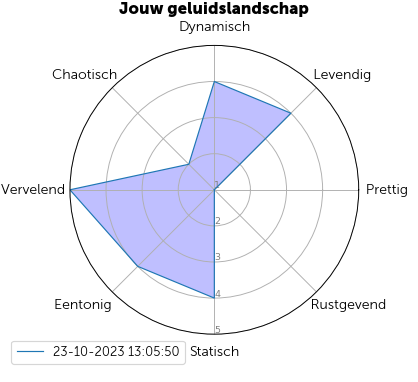 Jouw geluidslandschap
Dynamisch
Chaotisch
Levendig
Vervelend
1
Prettig
2
3
4
Eentonig
Rustgevend
5
23-10-2023 13:05:50
Statisch